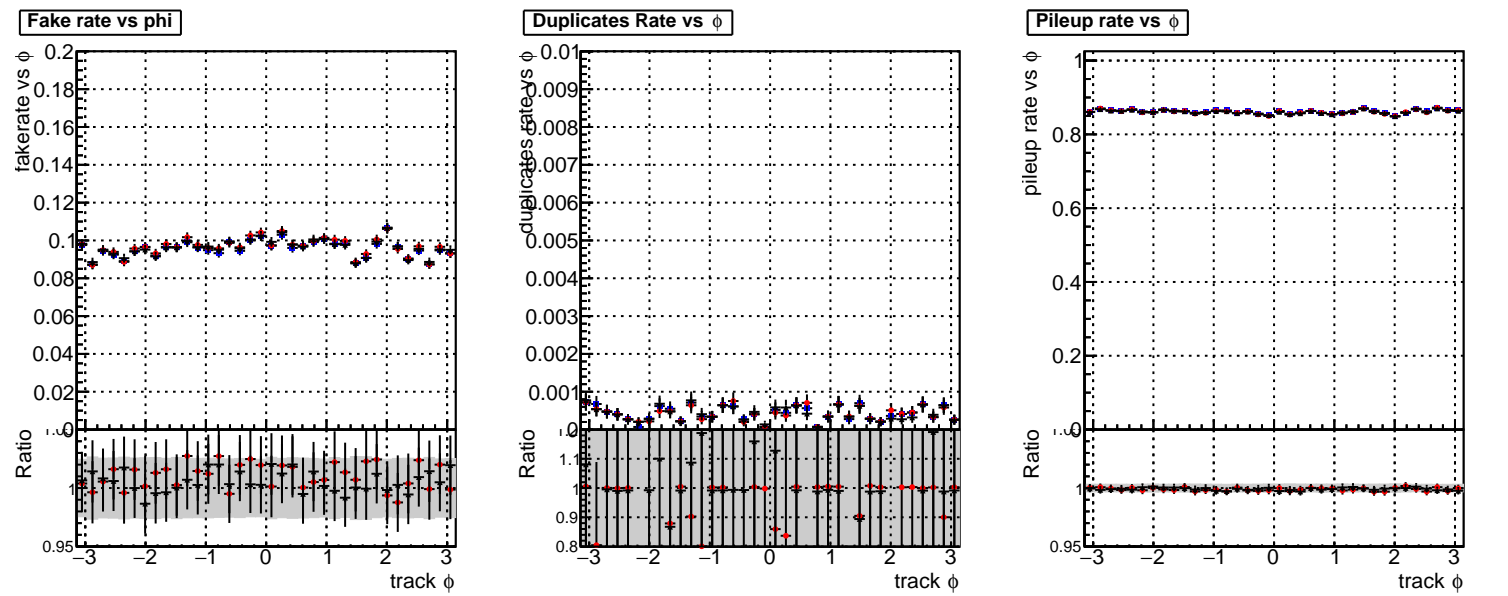 Fake rate vs phi
fakerate vs ϕ
0.2
0.18
0.16
0.14
0.12
0.1
0.08
0.06
0.04
0.02
0
Ratio
1
0.95
−3 −2 −1 0 1 2 3
track ϕ
Duplicates Rate vs ϕ
duplicates rate vs ϕ
0.01
0.009
0.008
0.007
0.006
0.005
0.004
0.003
0.002
0.001
0
Ratio
1.1
1
0.9
0.8
−3 −2 −1 0 1 2 3
track ϕ
Pileup rate vs ϕ
pileup rate vs ϕ
1
0.8
0.6
0.4
0.2
0
Ratio
1
0.95
−3 −2 −1 0 1 2 3
track ϕ